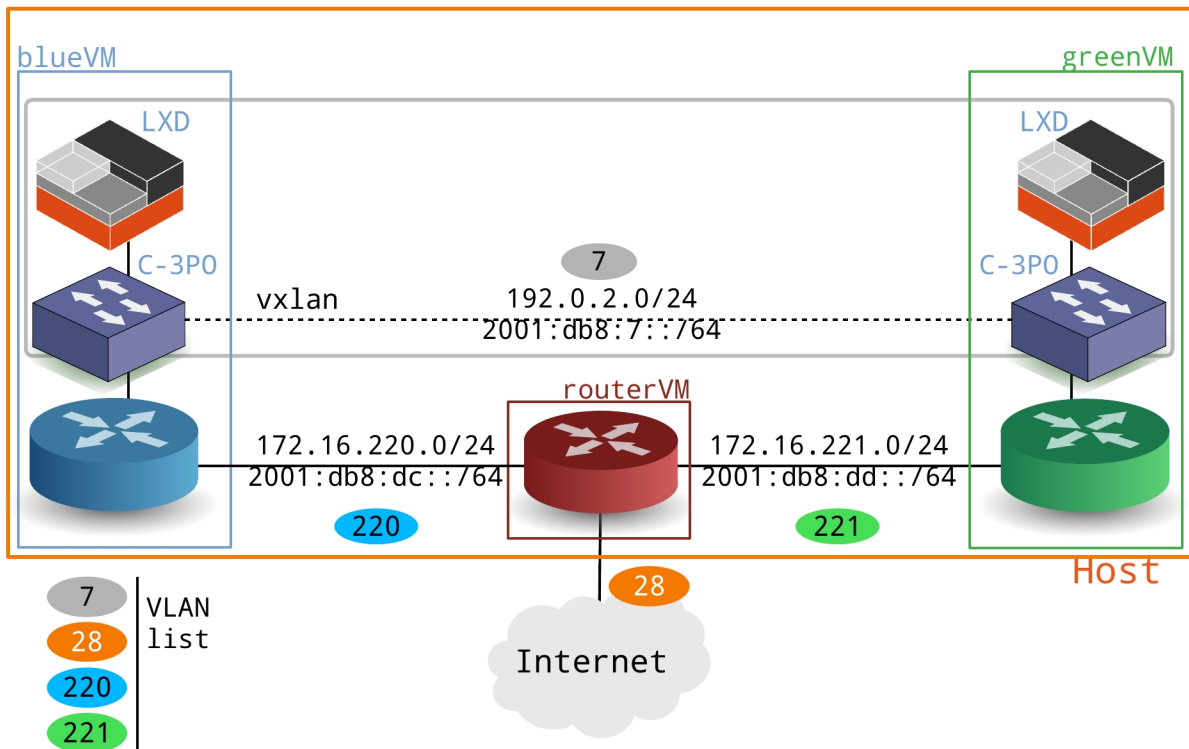 blueVM
greenVM
LXD
LXD
C-3PO
C-3PO
7
vxlan
192.0.2.0/24
2001:db8:7::/64
routerVM
172.16.220.0/24
172.16.221.0/24
2001:db8:dc::/64
2001:db8:dd::/64
220
221
Host
28
Internet
7
28
220
221
VLAN
list